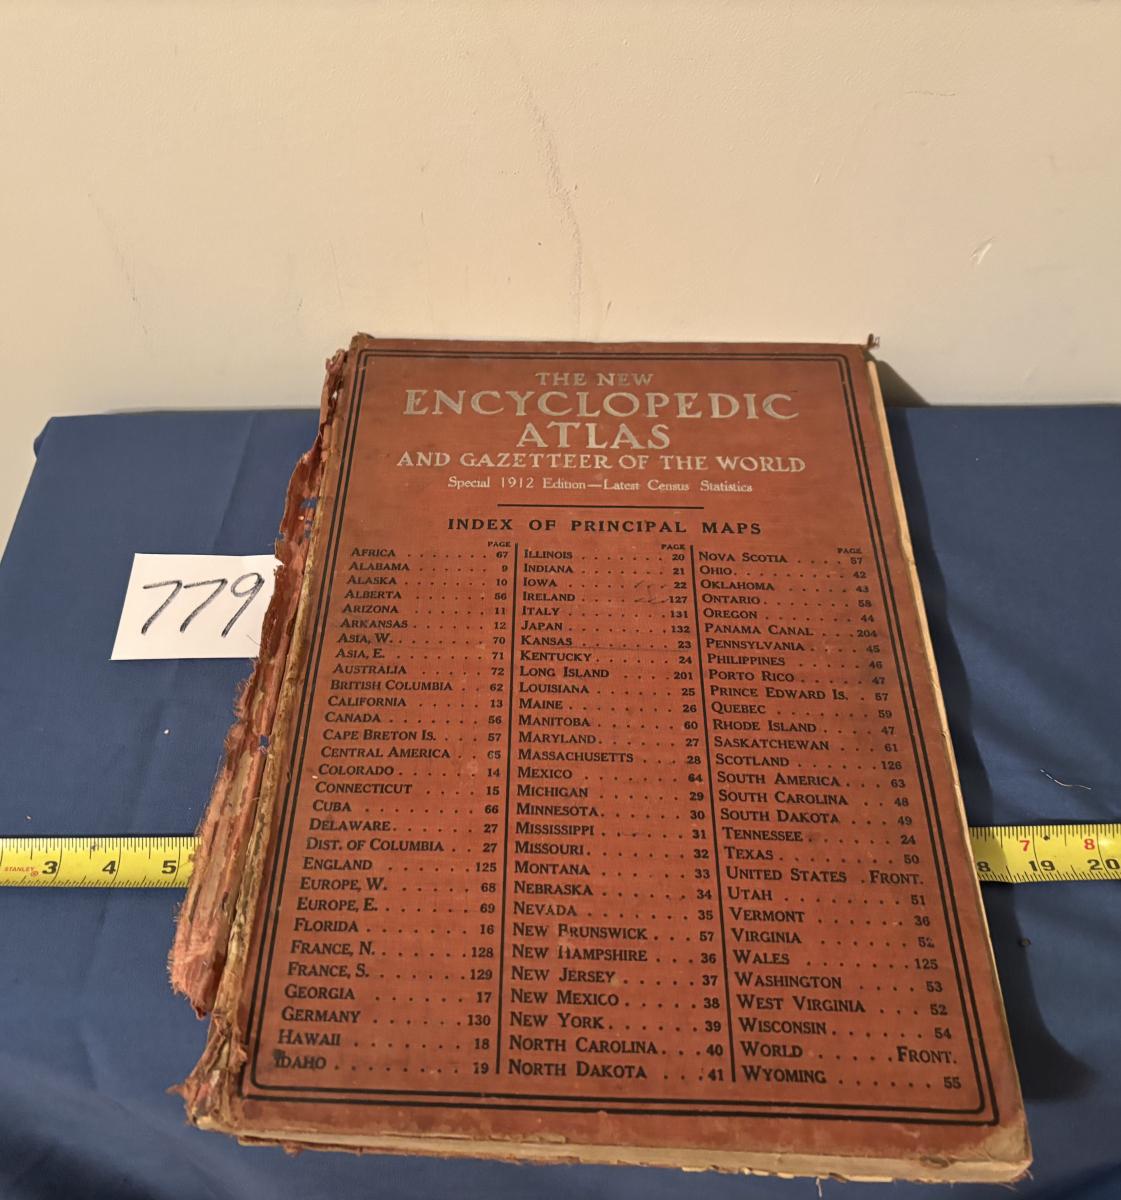 THE NEW
ENCYCLOPEDIC
ATLAS
AND GAZETTEER OF THE WORLD
Special 1912 Edition—Latest Census Statistics
INDEX OF PRINCIPAL MAPS
PAGE
AFRICA . . . . . . . 67
ALABAMA . . . . . . . 9
ALASKA . . . . . . . 10
ALBERTA . . . . . . . 56
ARIZONA . . . . . . . 11
ARKANSAS . . . . . . . 12
ASIA, W. . . . . . . . 70
ASIA, E. . . . . . . . 71
AUSTRALIA . . . . . . 72
BRITISH COLUMBIA . . 62
CALIFORNIA . . . . . . 13
CANADA . . . . . . . 56
CAPE BRETON IS. . . . 57
CENTRAL AMERICA . . 65
COLORADO . . . . . . 14
CONNECTICUT . . . . . 15
CUBA . . . . . . . . 66
DELAWARE . . . . . . 27
DIST. OF COLUMBIA . . 27
ENGLAND . . . . . . 125
EUROPE, W. . . . . . . 68
EUROPE, E. . . . . . . 69
FLORIDA . . . . . . . 16
FRANCE, N. . . . . . 128
FRANCE, S. . . . . . 129
GEORGIA . . . . . . . 17
GERMANY . . . . . . 130
HAWAII . . . . . . . 18
IDAHO . . . . . . . . 19
PAGE
ILLINOIS . . . . . . . 20
INDIANA . . . . . . . 21
IOWA . . . . . . . . 22
IRELAND . . . . . . 127
ITALY . . . . . . . 131
JAPAN . . . . . . . 132
KANSAS . . . . . . . 23
KENTUCKY . . . . . . 24
LONG ISLAND . . . . 201
LOUISIANA . . . . . . 25
MAINE . . . . . . . . 26
MANITOBA . . . . . . 60
MARYLAND . . . . . . 27
MASSACHUSETTS . . . . 28
MEXICO . . . . . . . 64
MICHIGAN . . . . . . 29
MINNESOTA . . . . . . 30
MISSISSIPPI . . . . . . 31
MISSOURI . . . . . . . 32
MONTANA . . . . . . 33
NEBRASKA . . . . . . 34
NEVADA . . . . . . . 35
NEW BRUNSWICK . . . 57
NEW HAMPSHIRE . . . 36
NEW JERSEY . . . . . 37
NEW MEXICO . . . . . 38
NEW YORK . . . . . . 39
NORTH CAROLINA . . . 40
NORTH DAKOTA . . . 41
PAGE
NOVA SCOTIA . . . . 57
OHIO . . . . . . . . 42
OKLAHOMA . . . . . . 43
ONTARIO . . . . . . . 58
OREGON . . . . . . . 44
PANAMA CANAL . . . 204
PENNSYLVANIA . . . . 45
PHILIPPINES . . . . . . 46
PORTO RICO . . . . . 47
PRINCE EDWARD IS. . . 57
QUEBEC . . . . . . . 59
RHODE ISLAND . . . . 47
SASKATCHEWAN . . . . 61
SCOTLAND . . . . . . 126
SOUTH AMERICA . . . . 63
SOUTH CAROLINA . . . 48
SOUTH DAKOTA . . . . 49
TENNESSEE . . . . . . 24
TEXAS . . . . . . . . 50
UNITED STATES . FRONT.
UTAH . . . . . . . . 51
VERMONT . . . . . . 36
VIRGINIA . . . . . . . 52
WALES . . . . . . . 125
WASHINGTON . . . . . 53
WEST VIRGINIA . . . . 52
WISCONSIN . . . . . . 54
WORLD . . . . . FRONT.
WYOMING . . . . . . 55
779
STANLEY
3 4 5
7 8
8 19 20